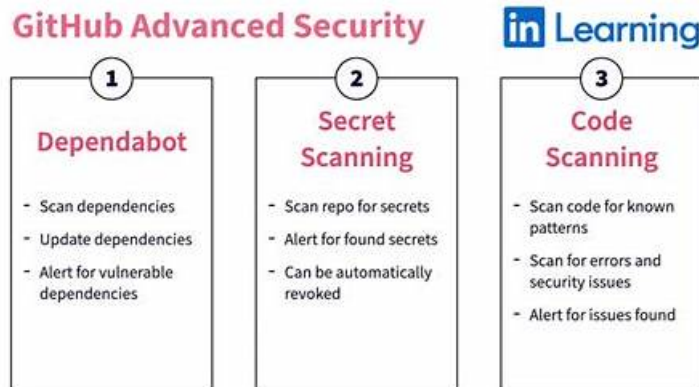 GitHub Advanced Security
in Learning
1
Dependabot
- Scan dependencies
- Update dependencies
- Alert for vulnerable
dependencies
2
Secret
Scanning
- Scan repo for secrets
- Alert for found secrets
- Can be automatically
revoked
3
Code
Scanning
- Scan code for known
patterns
- Scan for errors and
security issues
- Alert for issues found